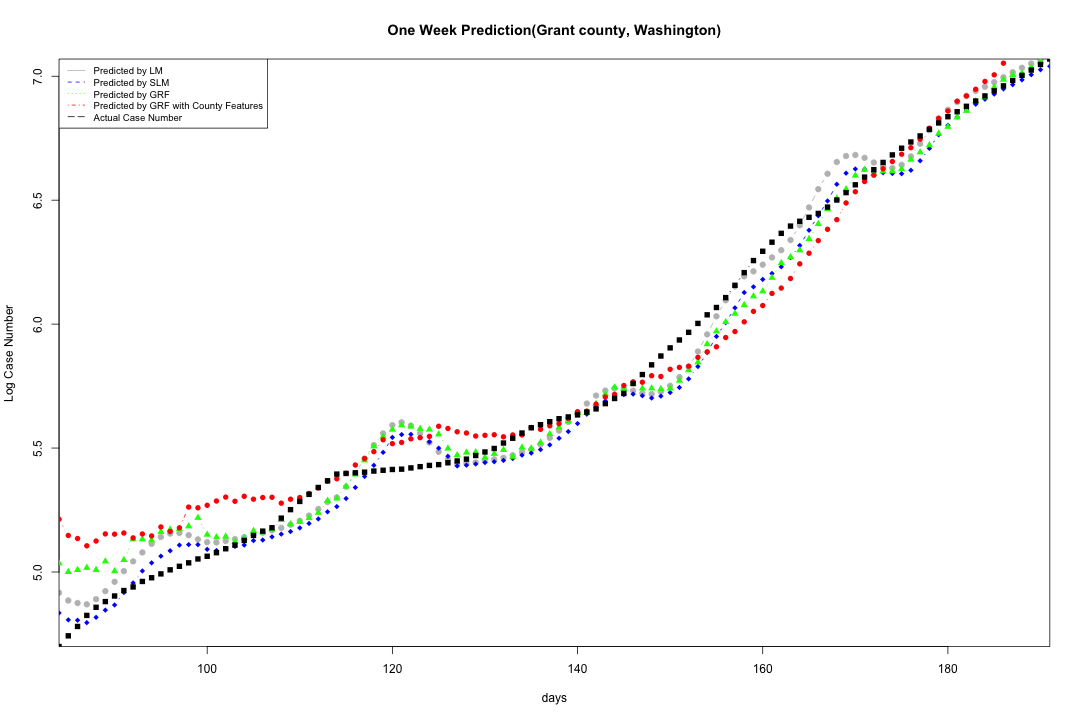 One Week Prediction(Grant county, Washington)
Predicted by LM
Predicted by SLM
Predicted by GRF
Predicted by GRF with County Features
Actual Case Number
Log Case Number
7.0
6.5
6.0
5.5
5.0
100 120 140 160 180
days